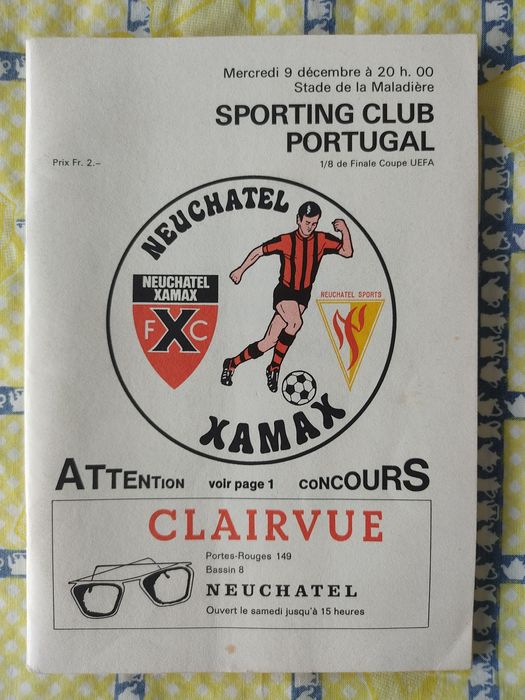 Mercredi 9 décembre à 20 h. 00
Stade de la Maladière
SPORTING CLUB
PORTUGAL
Prix Fr. 2.–
1/8 de Finale Coupe UEFA
NEUCHATEL
NEUCHATEL
XAMAX
F X C
NEUCHATEL SPORTS
XAMAX
ATTENTION voir page 1 CONCOURS
CLAIRVUE
Portes-Rouges 149
Bassin 8
NEUCHATEL
Ouvert le samedi jusqu'à 15 heures